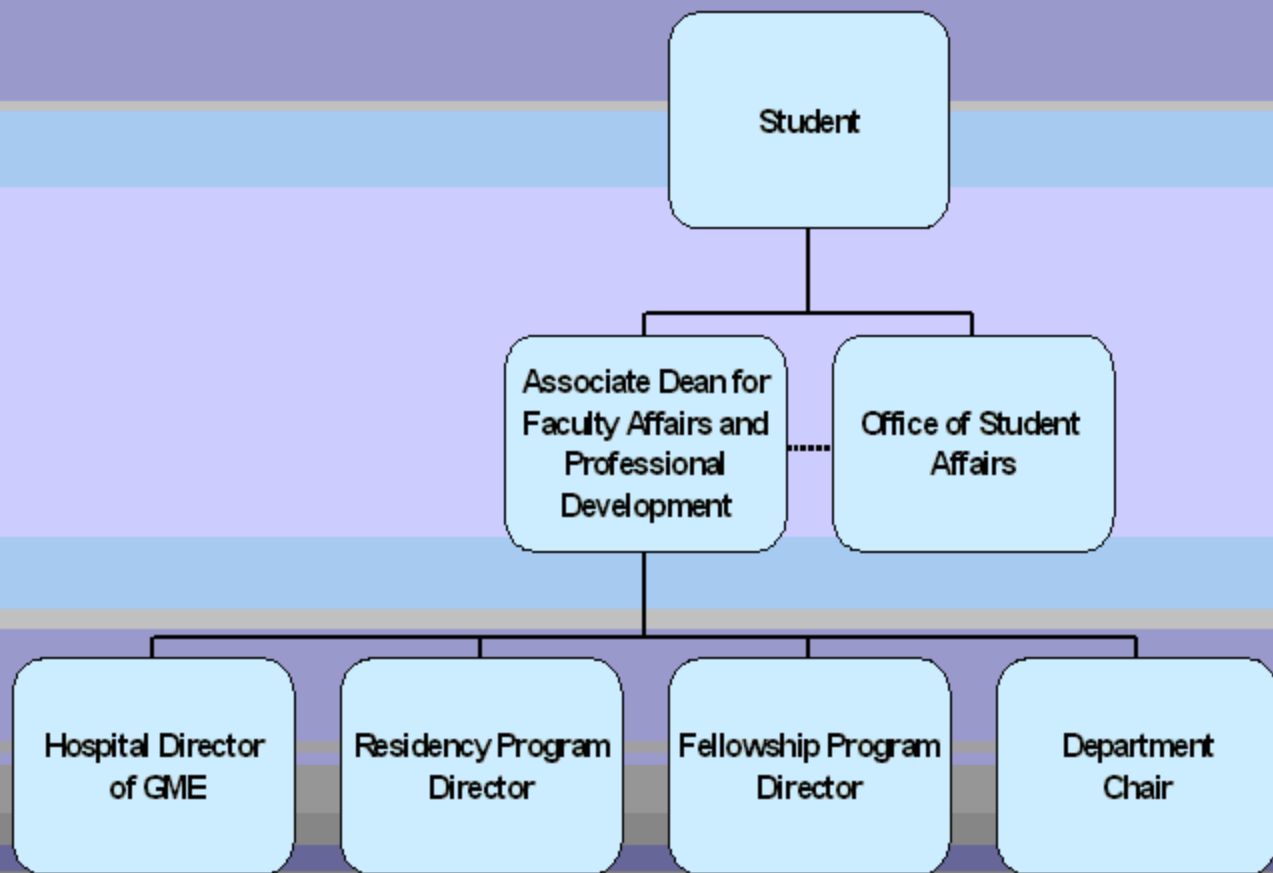 Student
Associate Dean for
Faculty Affairs and
Professional
Development
Office of Student
Affairs
Hospital Director
of GME
Residency Program
Director
Fellowship Program
Director
Department
Chair